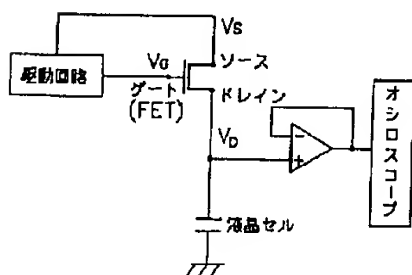 VS
駆動回路
VG
ソース
ゲート
(FET)
ドレイン
VD
-
+
液晶セル
オシロスコープ